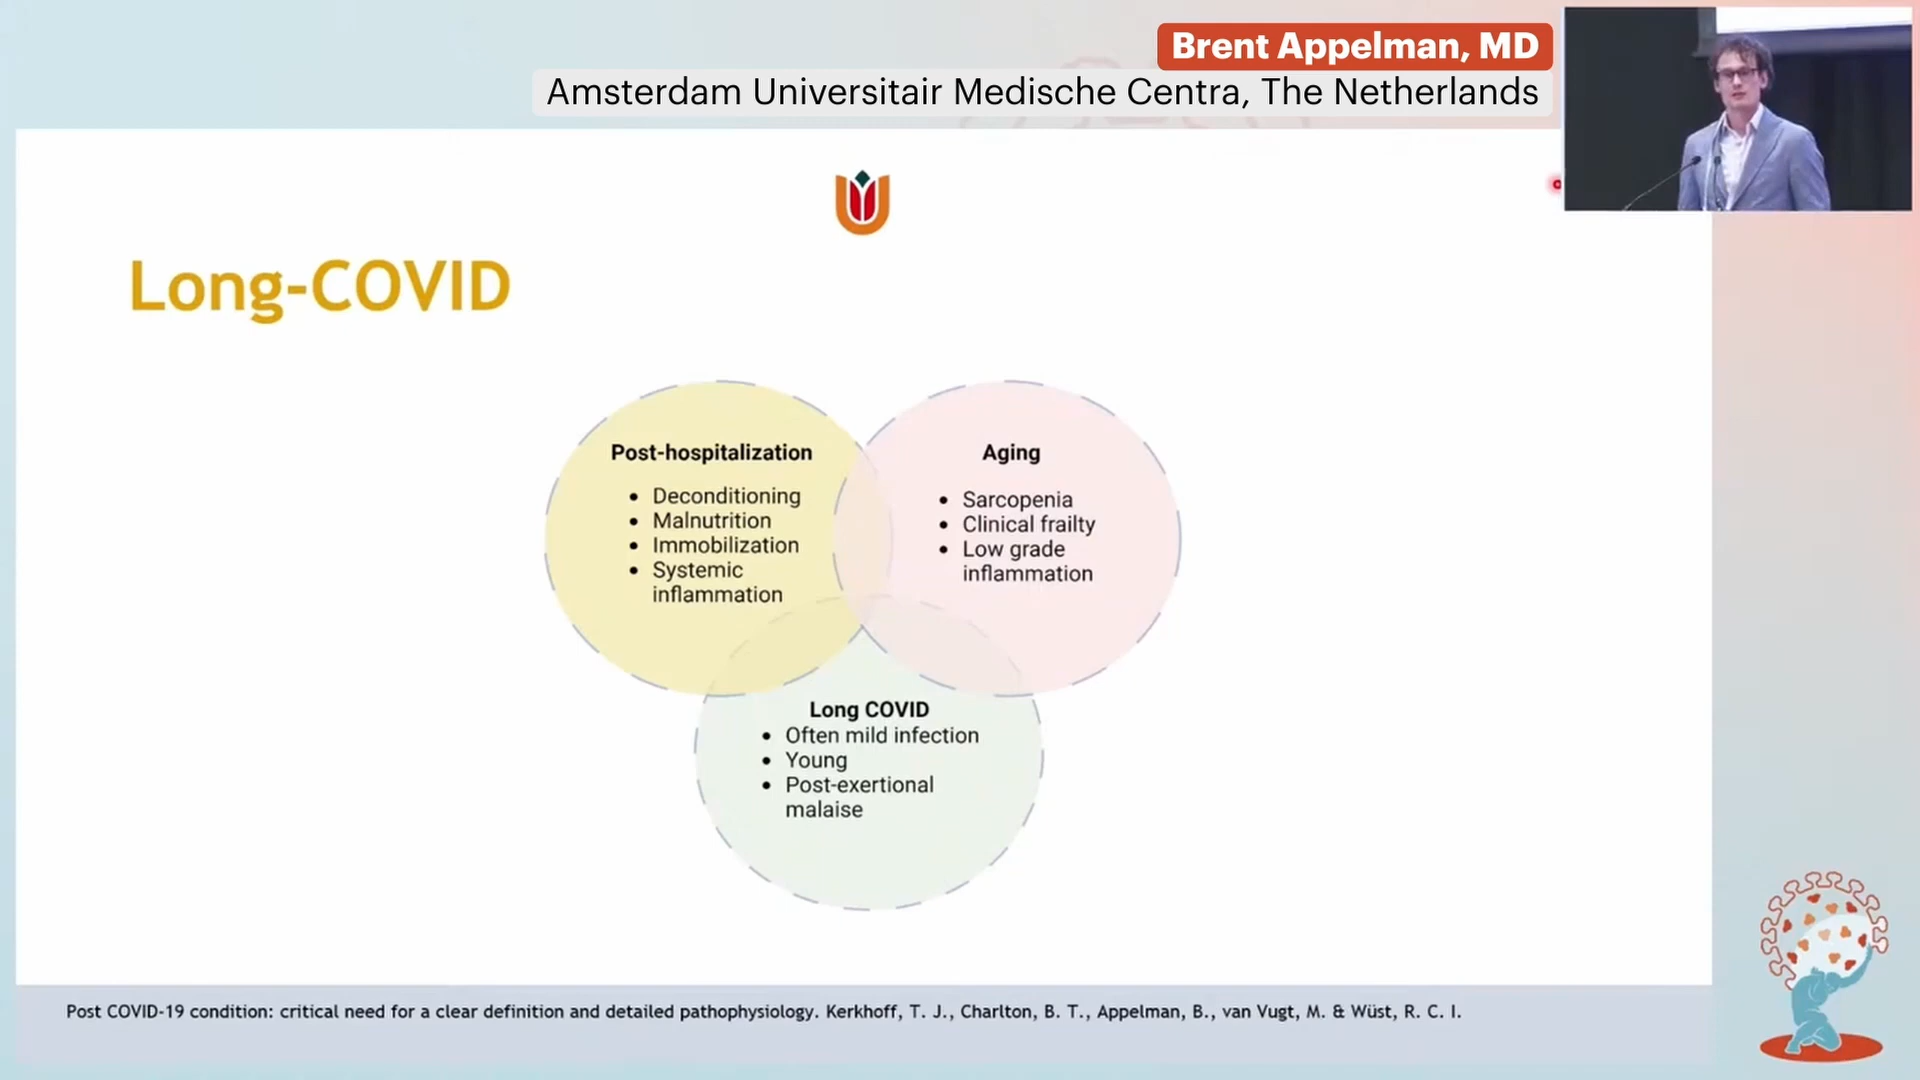 Brent Appelman, MD
Amsterdam Universitair Medische Centra, The Netherlands
Long-COVID
Post-hospitalization
• Deconditioning
• Malnutrition
• Immobilization
• Systemic
inflammation
Aging
• Sarcopenia
• Clinical frailty
• Low grade
inflammation
Long COVID
• Often mild infection
• Young
• Post-exertional
malaise
Post COVID-19 condition: critical need for a clear definition and detailed pathophysiology. Kerkhoff, T. J., Charlton, B. T., Appelman, B., van Vugt, M. & Wüst, R. C. I.